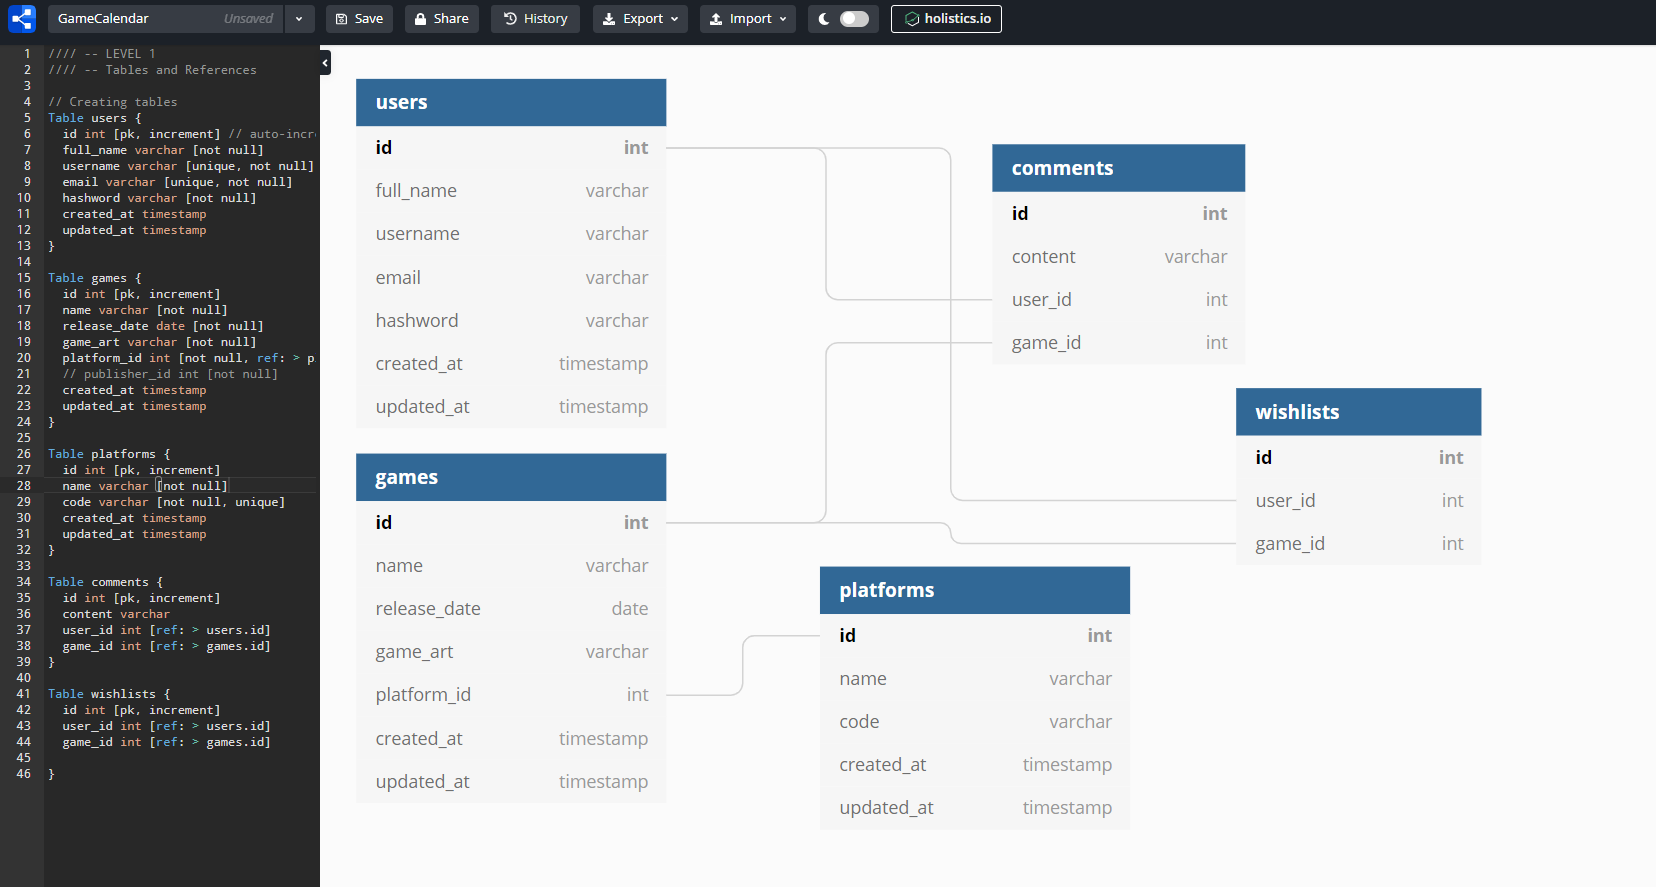 GameCalendar Unsaved Save Share History Export Import holistics.io
1 //// -- LEVEL 1
2 //// -- Tables and References
3
4 // Creating tables
5 Table users {
6 id int [pk, increment] // auto-incr
7 full_name varchar [not null]
8 username varchar [unique, not null]
9 email varchar [unique, not null]
10 hashword varchar [not null]
11 created_at timestamp
12 updated_at timestamp
13 }
14
15 Table games {
16 id int [pk, increment]
17 name varchar [not null]
18 release_date date [not null]
19 game_art varchar [not null]
20 platform_id int [not null, ref: > p
21 // publisher_id int [not null]
22 created_at timestamp
23 updated_at timestamp
24 }
25
26 Table platforms {
27 id int [pk, increment]
28 name varchar [not null]
29 code varchar [not null, unique]
30 created_at timestamp
31 updated_at timestamp
32 }
33
34 Table comments {
35 id int [pk, increment]
36 content varchar
37 user_id int [ref: > users.id]
38 game_id int [ref: > games.id]
39 }
40
41 Table wishlists {
42 id int [pk, increment]
43 user_id int [ref: > users.id]
44 game_id int [ref: > games.id]
45
46 }
users
id int
full_name varchar
username varchar
email varchar
hashword varchar
created_at timestamp
updated_at timestamp
games
id int
name varchar
release_date date
game_art varchar
platform_id int
created_at timestamp
updated_at timestamp
comments
id int
content varchar
user_id int
game_id int
wishlists
id int
user_id int
game_id int
platforms
id int
name varchar
code varchar
created_at timestamp
updated_at timestamp